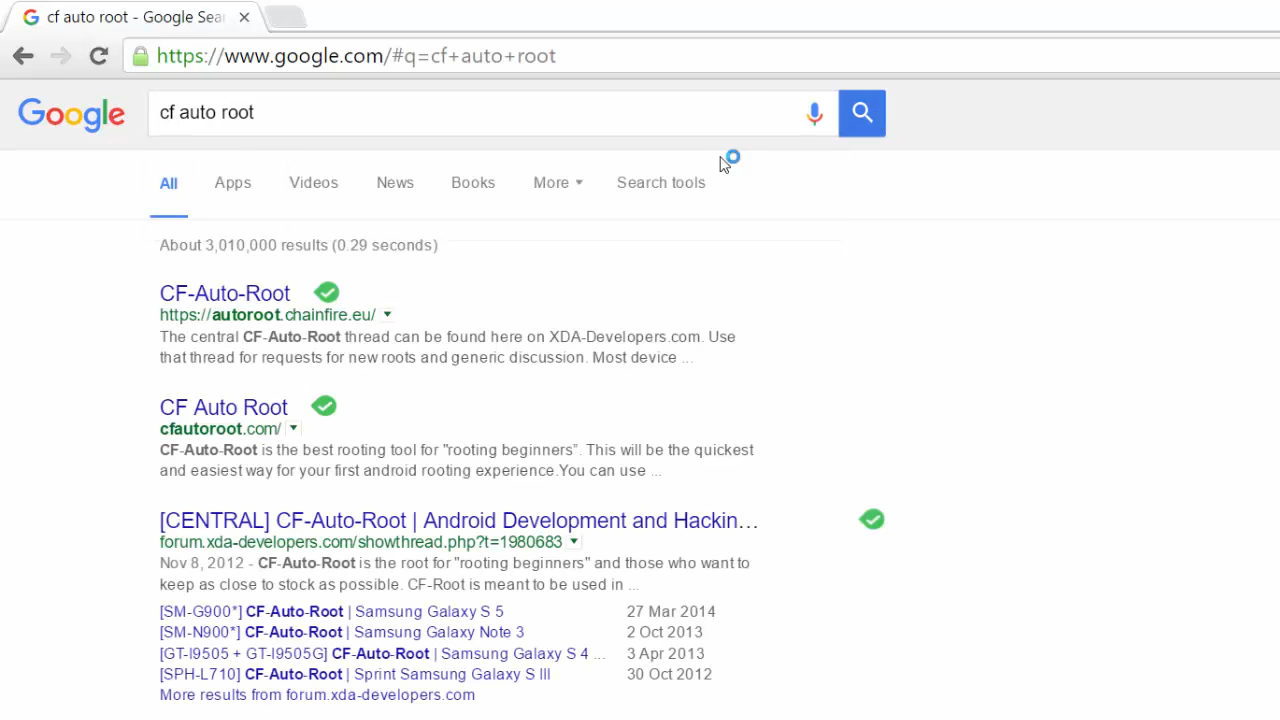 cf auto root - Google Sea
https://www.google.com/#q=cf+auto+root
Google
cf auto root
All Apps Videos News Books More Search tools
About 3,010,000 results (0.29 seconds)
CF-Auto-Root
https://autoroot.chainfire.eu/
The central CF-Auto-Root thread can be found here on XDA-Developers.com. Use
that thread for requests for new roots and generic discussion. Most device ...
CF Auto Root
cfautoroot.com/
CF-Auto-Root is the best rooting tool for "rooting beginners". This will be the quickest
and easiest way for your first android rooting experience.You can use ...
[CENTRAL] CF-Auto-Root | Android Development and Hackin...
forum.xda-developers.com/showthread.php?t=1980683
Nov 8, 2012 - CF-Auto-Root is the root for "rooting beginners" and those who want to
keep as close to stock as possible. CF-Root is meant to be used in ...
[SM-G900*] CF-Auto-Root | Samsung Galaxy S 5 27 Mar 2014
[SM-N900*] CF-Auto-Root | Samsung Galaxy Note 3 2 Oct 2013
[GT-I9505 + GT-I9505G] CF-Auto-Root | Samsung Galaxy S 4 ... 3 Apr 2013
[SPH-L710] CF-Auto-Root | Sprint Samsung Galaxy S III 30 Oct 2012
More results from forum.xda-developers.com